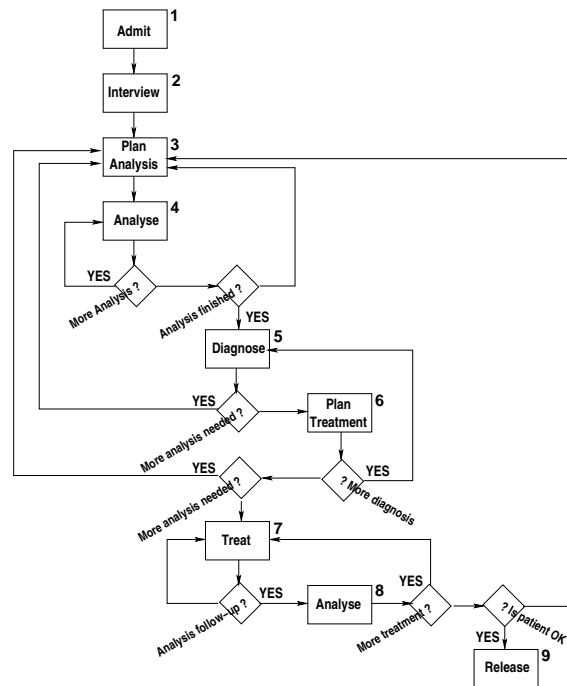 1
Admit
2
Interview
3
Plan
Analysis
4
Analyse
YES
More Analysis ?
Analysis finished ?
YES
5
Diagnose
YES
More analysis needed ?
6
Plan
Treatment
YES
? More diagnosis
YES
More analysis needed ?
7
Treat
YES
Analysis follow-up ?
8
Analyse
YES
More treatment ?
? Is patient OK
YES
9
Release